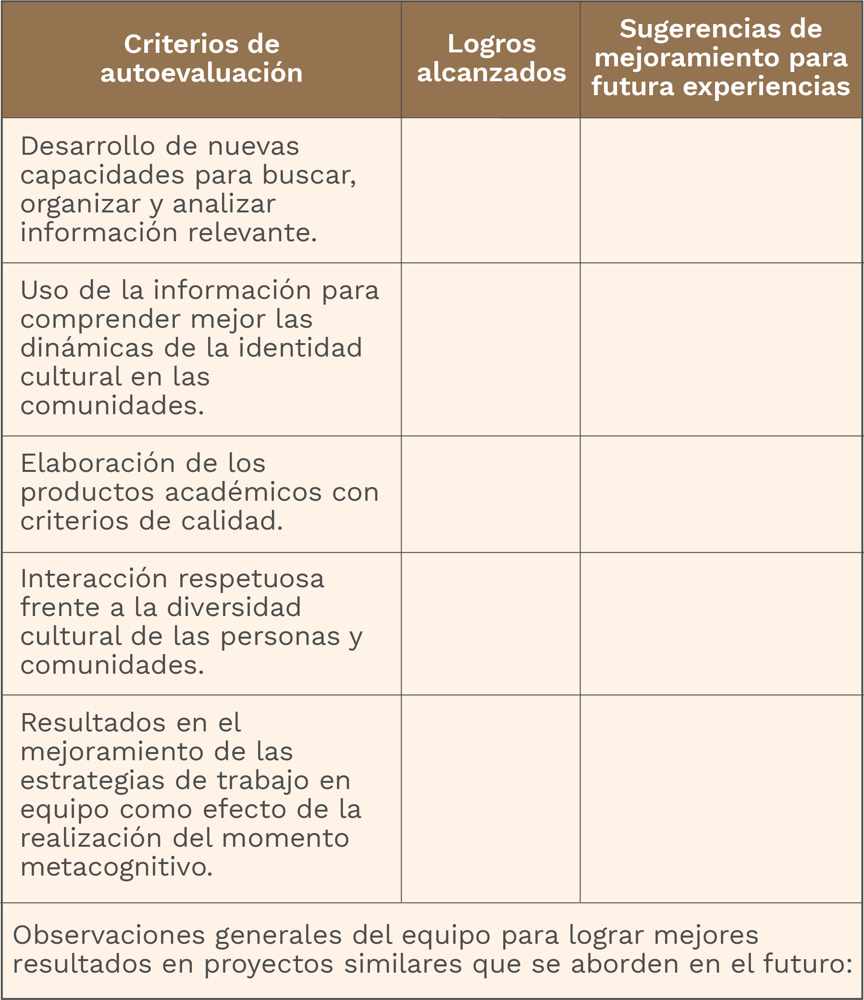 Criterios de
autoevaluación
Logros
alcanzados
Sugerencias de
mejoramiento para
futura experiencias
Desarrollo de nuevas
capacidades para buscar,
organizar y analizar
información relevante.
Uso de la información para
comprender mejor las
dinámicas de la identidad
cultural en las
comunidades.
Elaboración de los
productos académicos con
criterios de calidad.
Interacción respetuosa
frente a la diversidad
cultural de las personas y
comunidades.
Resultados en el
mejoramiento de las
estrategias de trabajo en
equipo como efecto de la
realización del momento
metacognitivo.
Observaciones generales del equipo para lograr mejores
resultados en proyectos similares que se aborden en el futuro: